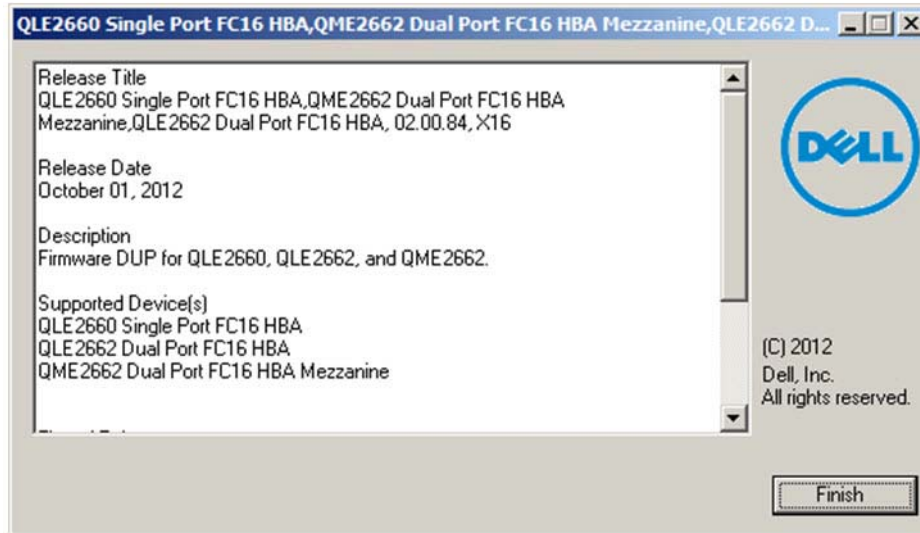 QLE2660 Single Port FC16 HBA,QME2662 Dual Port FC16 HBA Mezzanine,QLE2662 D...
Release Title
QLE2660 Single Port FC16 HBA,QME2662 Dual Port FC16 HBA
Mezzanine,QLE2662 Dual Port FC16 HBA, 02.00.84, X16
Release Date
October 01, 2012
Description
Firmware DUP for QLE2660, QLE2662, and QME2662.
Supported Device(s)
QLE2660 Single Port FC16 HBA
QLE2662 Dual Port FC16 HBA
QME2662 Dual Port FC16 HBA Mezzanine
DELL
(C) 2012
Dell, Inc.
All rights reserved.
Finish